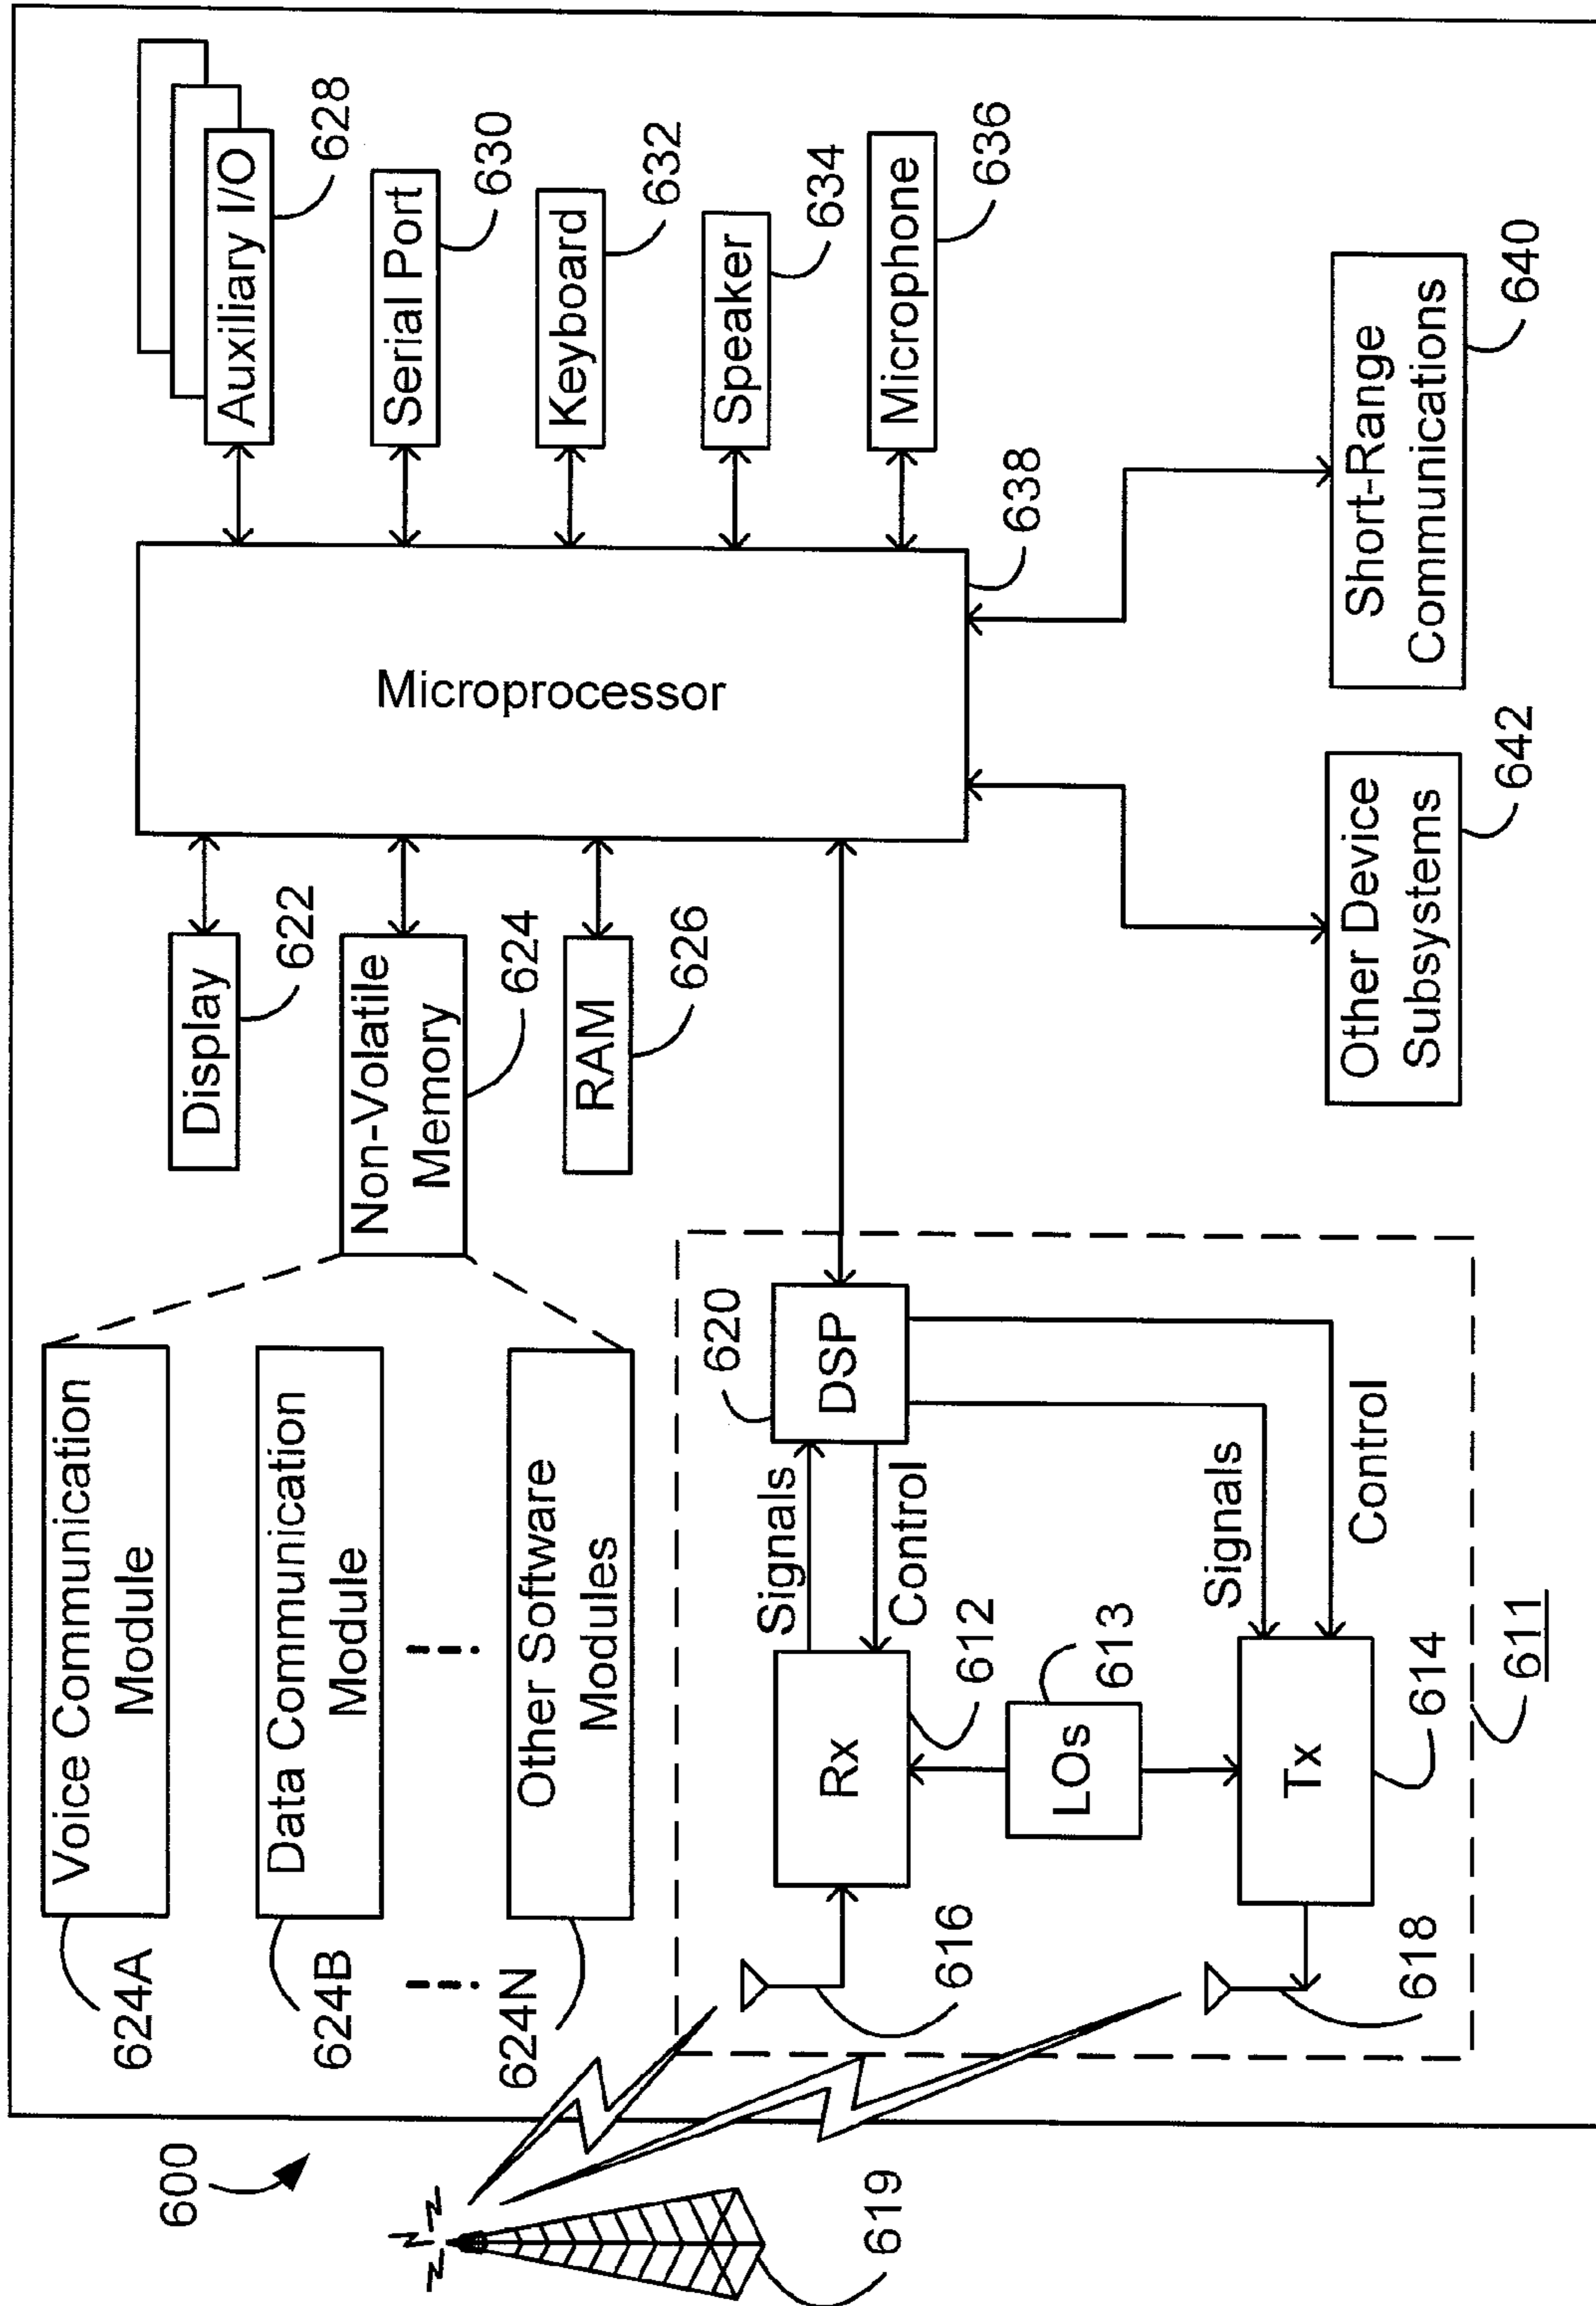 600
619
624A
Voice Communication
Module
624B
Data Communication
Module
624N
Other Software
Modules
Display
622
Non-Volatile
Memory
624
RAM
626
Microprocessor
638
Auxiliary I/O
628
Serial Port
630
Keyboard
632
Speaker
634
Microphone
636
Short-Range
Communications
640
Other Device
Subsystems
642
620
DSP
Signals
Control
Rx
612
LOs
613
Signals
Control
Tx
614
616
618
611